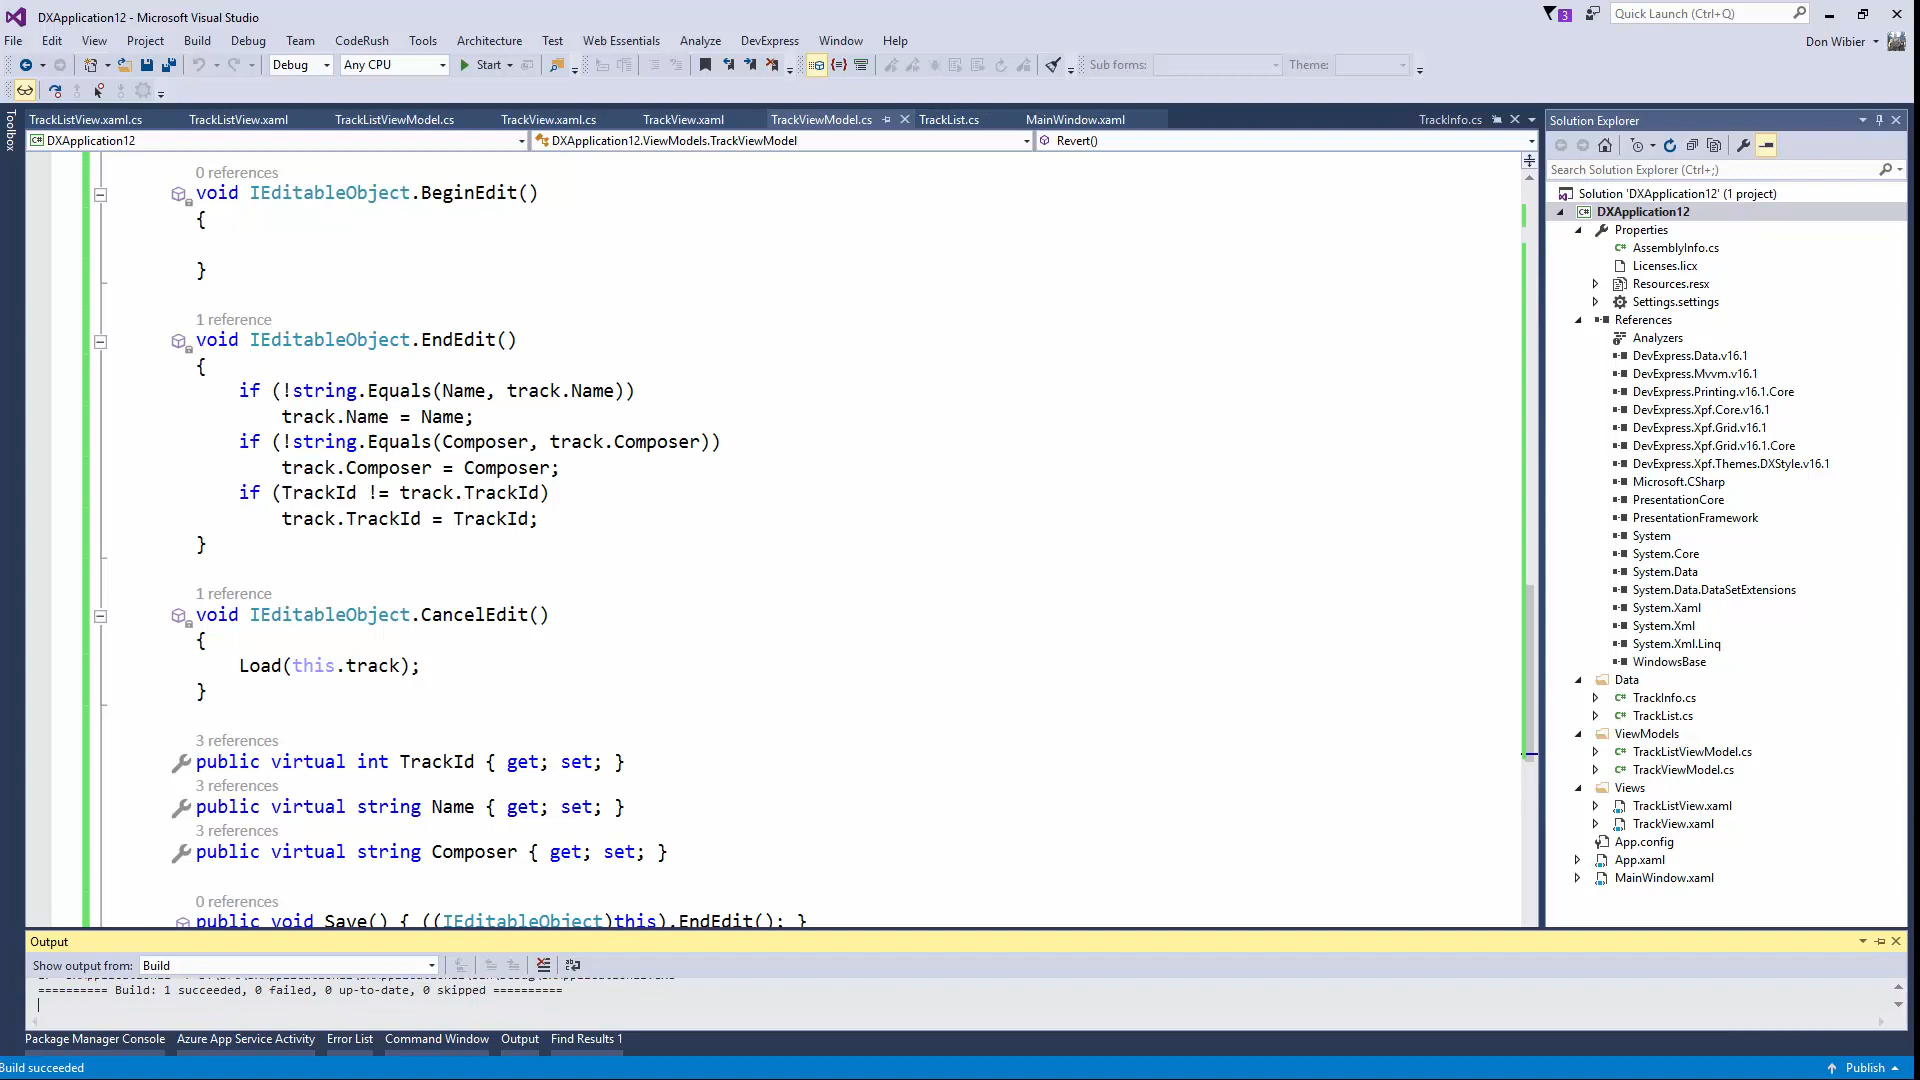 DXApplication12 - Microsoft Visual Studio
3
Quick Launch (Ctrl+Q)
File Edit View Project Build Debug Team CodeRush Tools Architecture Test Web Essentials Analyze DevExpress Window Help
Don Wibier
Debug Any CPU Start Sub forms: Theme:
Toolbox
TrackListView.xaml.cs TrackListView.xaml TrackListViewModel.cs TrackView.xaml.cs TrackView.xaml TrackViewModel.cs TrackList.cs MainWindow.xaml TrackInfo.cs
DXApplication12 DXApplication12.ViewModels.TrackViewModel Revert()
0 references
void IEditableObject.BeginEdit()
{
}
1 reference
void IEditableObject.EndEdit()
{
if (!string.Equals(Name, track.Name))
track.Name = Name;
if (!string.Equals(Composer, track.Composer))
track.Composer = Composer;
if (TrackId != track.TrackId)
track.TrackId = TrackId;
}
1 reference
void IEditableObject.CancelEdit()
{
Load(this.track);
}
3 references
public virtual int TrackId { get; set; }
3 references
public virtual string Name { get; set; }
3 references
public virtual string Composer { get; set; }
0 references
public void Save() { ((IEditableObject)this).EndEdit(); }
Solution Explorer
Search Solution Explorer (Ctrl+;)
Solution 'DXApplication12' (1 project)
DXApplication12
Properties
AssemblyInfo.cs
Licenses.licx
Resources.resx
Settings.settings
References
Analyzers
DevExpress.Data.v16.1
DevExpress.Mvvm.v16.1
DevExpress.Printing.v16.1.Core
DevExpress.Xpf.Core.v16.1
DevExpress.Xpf.Grid.v16.1
DevExpress.Xpf.Grid.v16.1.Core
DevExpress.Xpf.Themes.DXStyle.v16.1
Microsoft.CSharp
PresentationCore
PresentationFramework
System
System.Core
System.Data
System.Data.DataSetExtensions
System.Xaml
System.Xml
System.Xml.Linq
WindowsBase
Data
TrackInfo.cs
TrackList.cs
ViewModels
TrackListViewModel.cs
TrackViewModel.cs
Views
TrackListView.xaml
TrackView.xaml
App.config
App.xaml
MainWindow.xaml
Output
Show output from: Build
========== Build: 1 succeeded, 0 failed, 0 up-to-date, 0 skipped ==========
Package Manager Console Azure App Service Activity Error List Command Window Output Find Results 1
Build succeeded
Publish